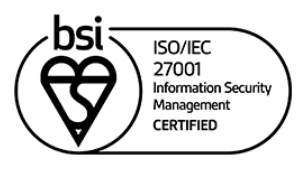 bsi.
ISO/IEC
27001
Information Security
Management
CERTIFIED